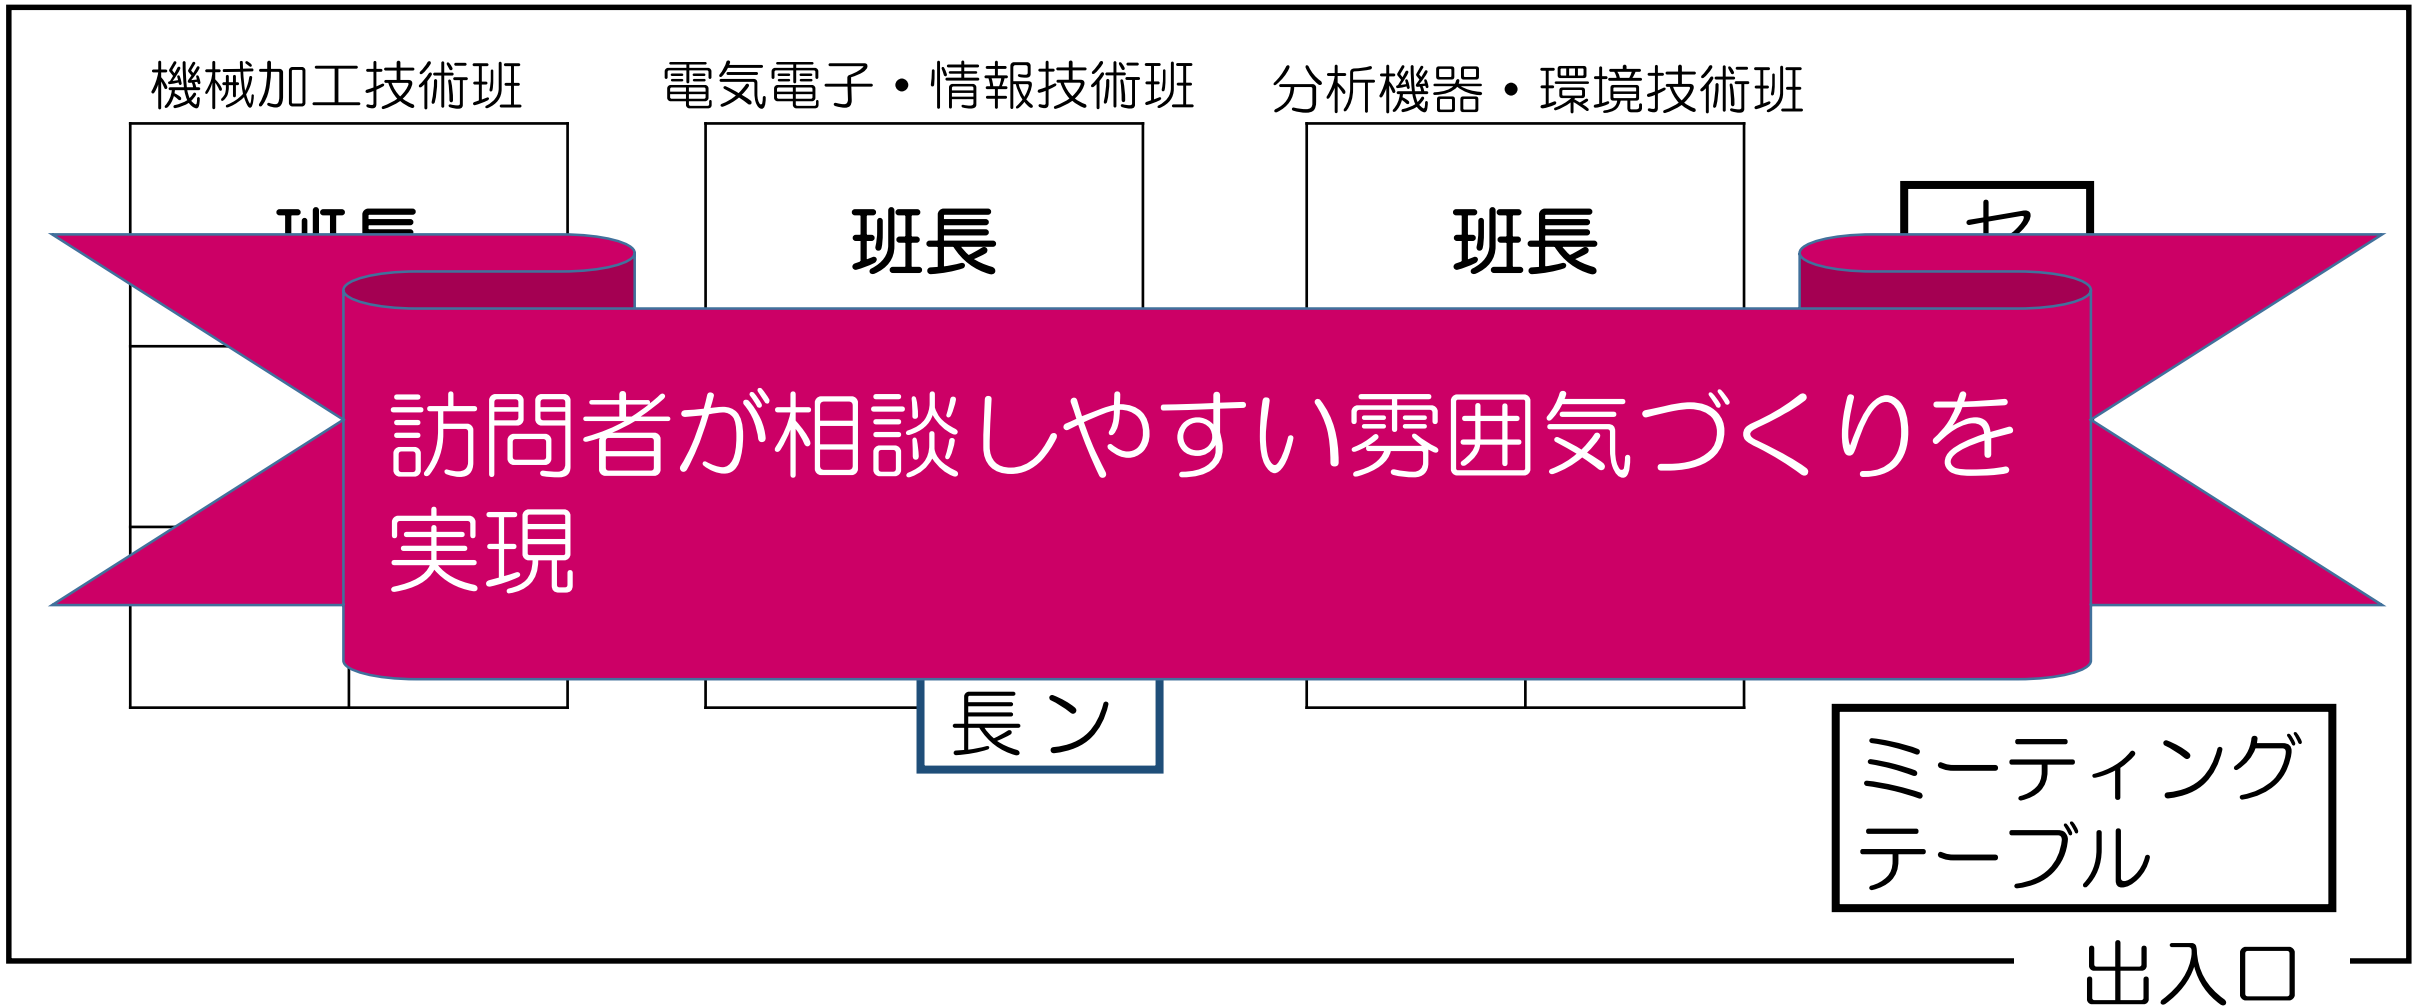 機械加工技術班
電気電子・情報技術班
分析機器・環境技術班
班長
班長
班長
セ
訪問者が相談しやすい雰囲気づくりを
実現
長 ン
ミーティング
テーブル
出入口